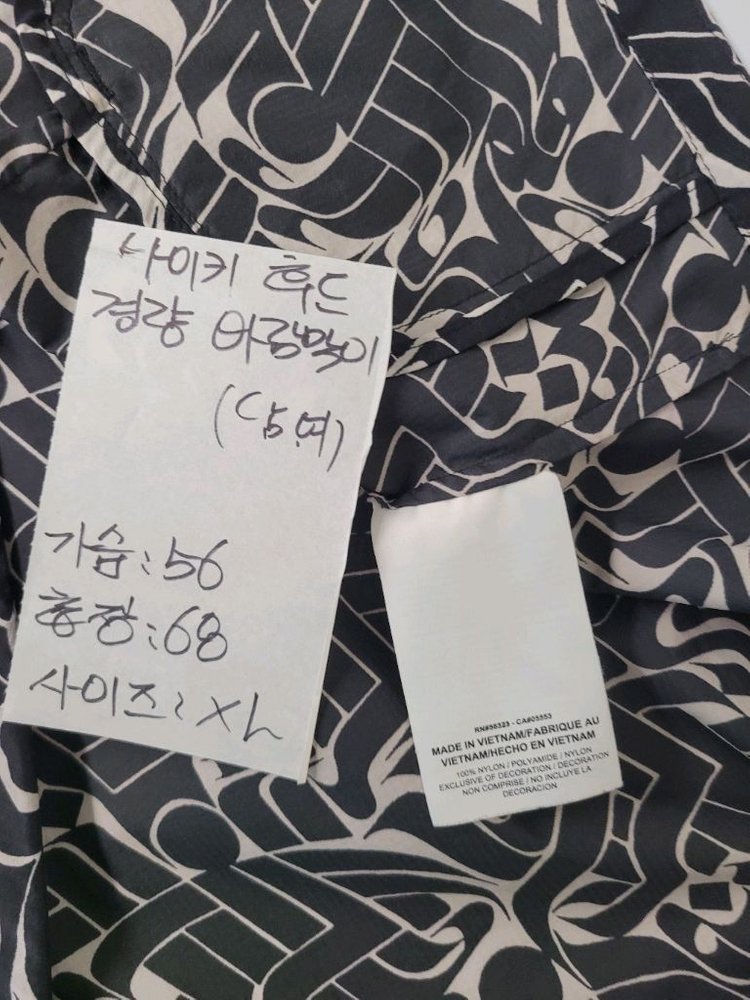 나이키 후드
경량 바람막이
(남.여)
가슴:56
총장:68
사이즈: XL
RN#56323 - CA#05553
MADE IN VIETNAM/FABRIQUE AU
VIETNAM/HECHO EN VIETNAM
100% NYLON / POLYAMIDE / NYLON
EXCLUSIVE OF DECORATION / DECORATION
NON COMPRISE / NO INCLUYE LA
DECORACION